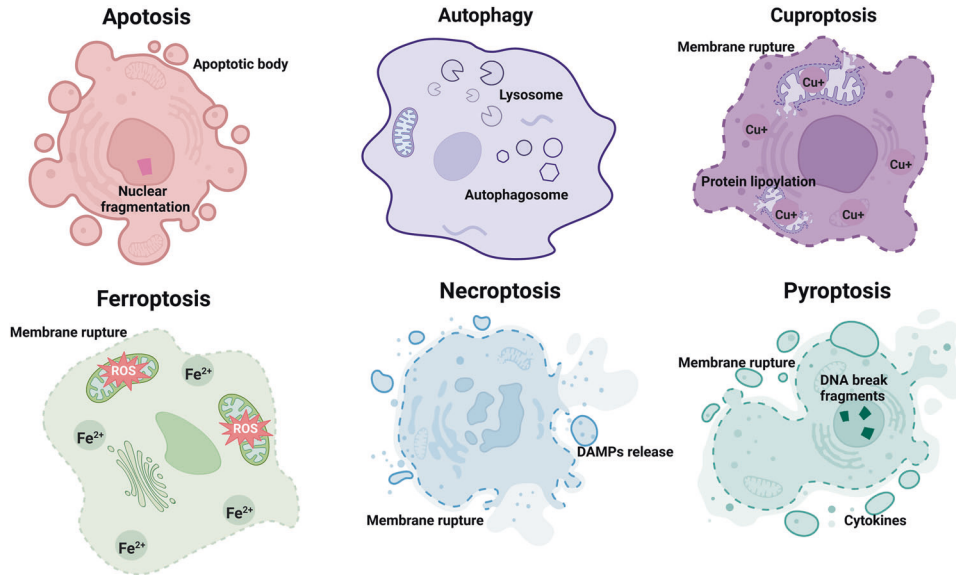 Apotosis
Autophagy
Cuproptosis
Apoptotic body
Nuclear
fragmentation
Lysosome
Autophagosome
Membrane rupture
Cu+
Cu+
Cu+
Protein lipoylation
Cu+
Cu+
Ferroptosis
Necroptosis
Pyroptosis
Membrane rupture
ROS
Fe2+
ROS
Fe2+
Fe2+
Fe2+
DAMPs release
Membrane rupture
Membrane rupture
DNA break
fragments
Cytokines